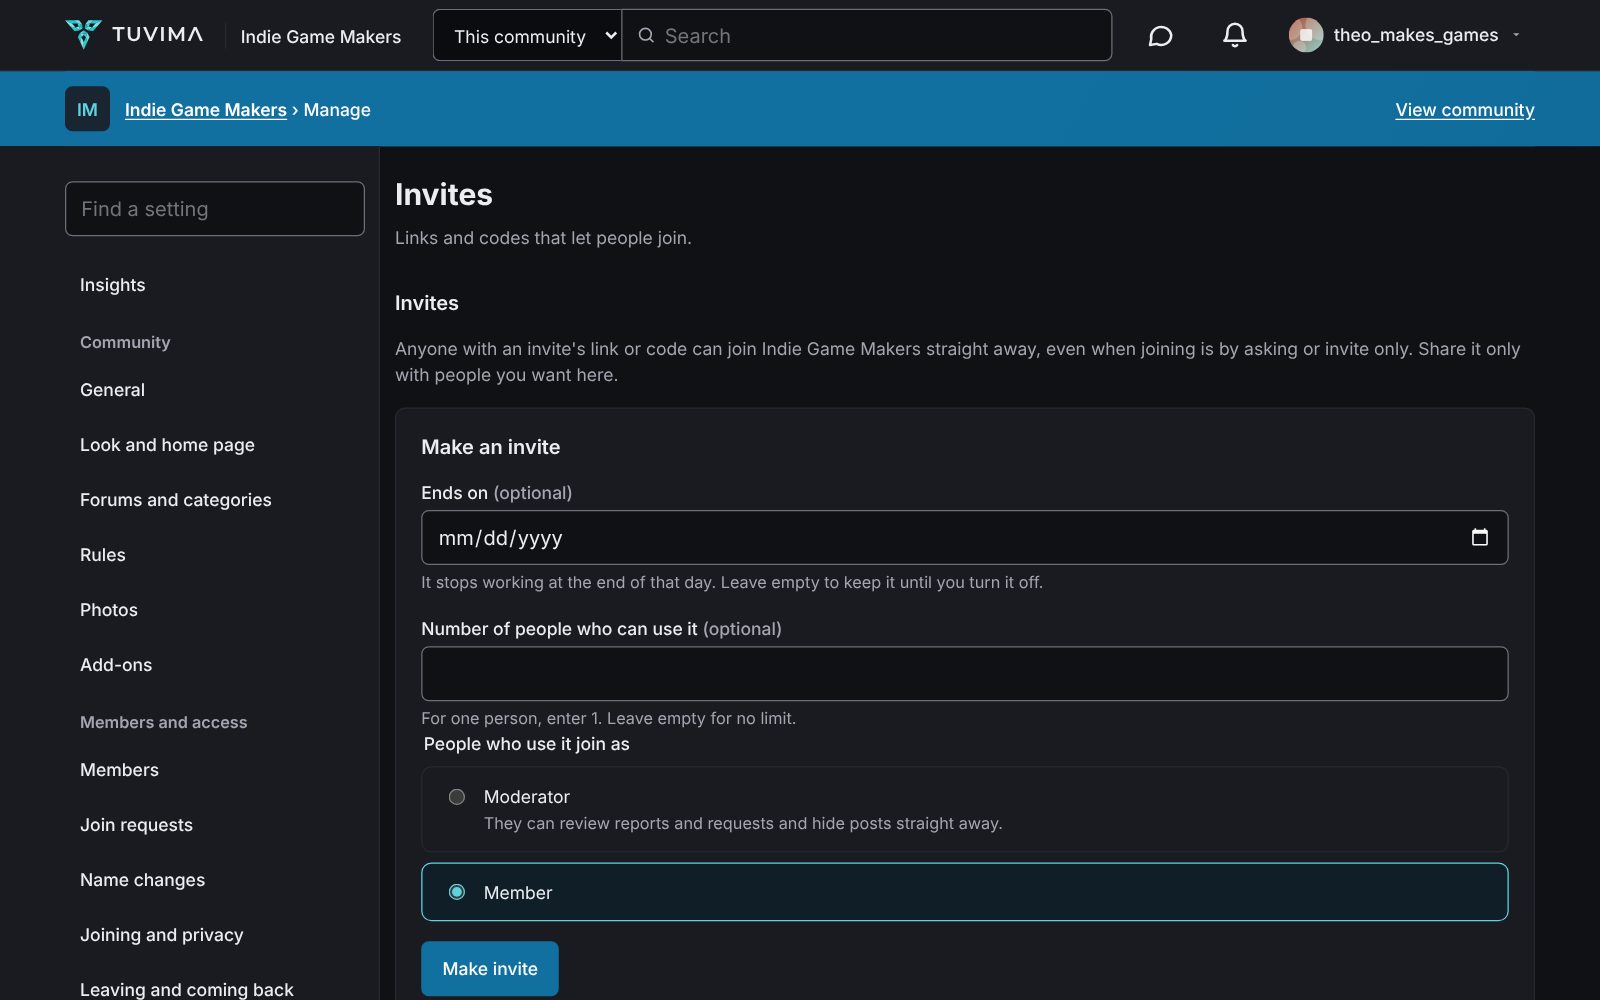 TUVIMA
Indie Game Makers
This community
Search
theo_makes_games
IM
Indie Game Makers › Manage
View community
Find a setting
Insights
Community
General
Look and home page
Forums and categories
Rules
Photos
Add-ons
Members and access
Members
Join requests
Name changes
Joining and privacy
Leaving and coming back
Invites
Links and codes that let people join.
Invites
Anyone with an invite's link or code can join Indie Game Makers straight away, even when joining is by asking or invite only. Share it only
with people you want here.
Make an invite
Ends on (optional)
mm/dd/yyyy
It stops working at the end of that day. Leave empty to keep it until you turn it off.
Number of people who can use it (optional)
For one person, enter 1. Leave empty for no limit.
People who use it join as
Moderator
They can review reports and requests and hide posts straight away.
Member
Make invite